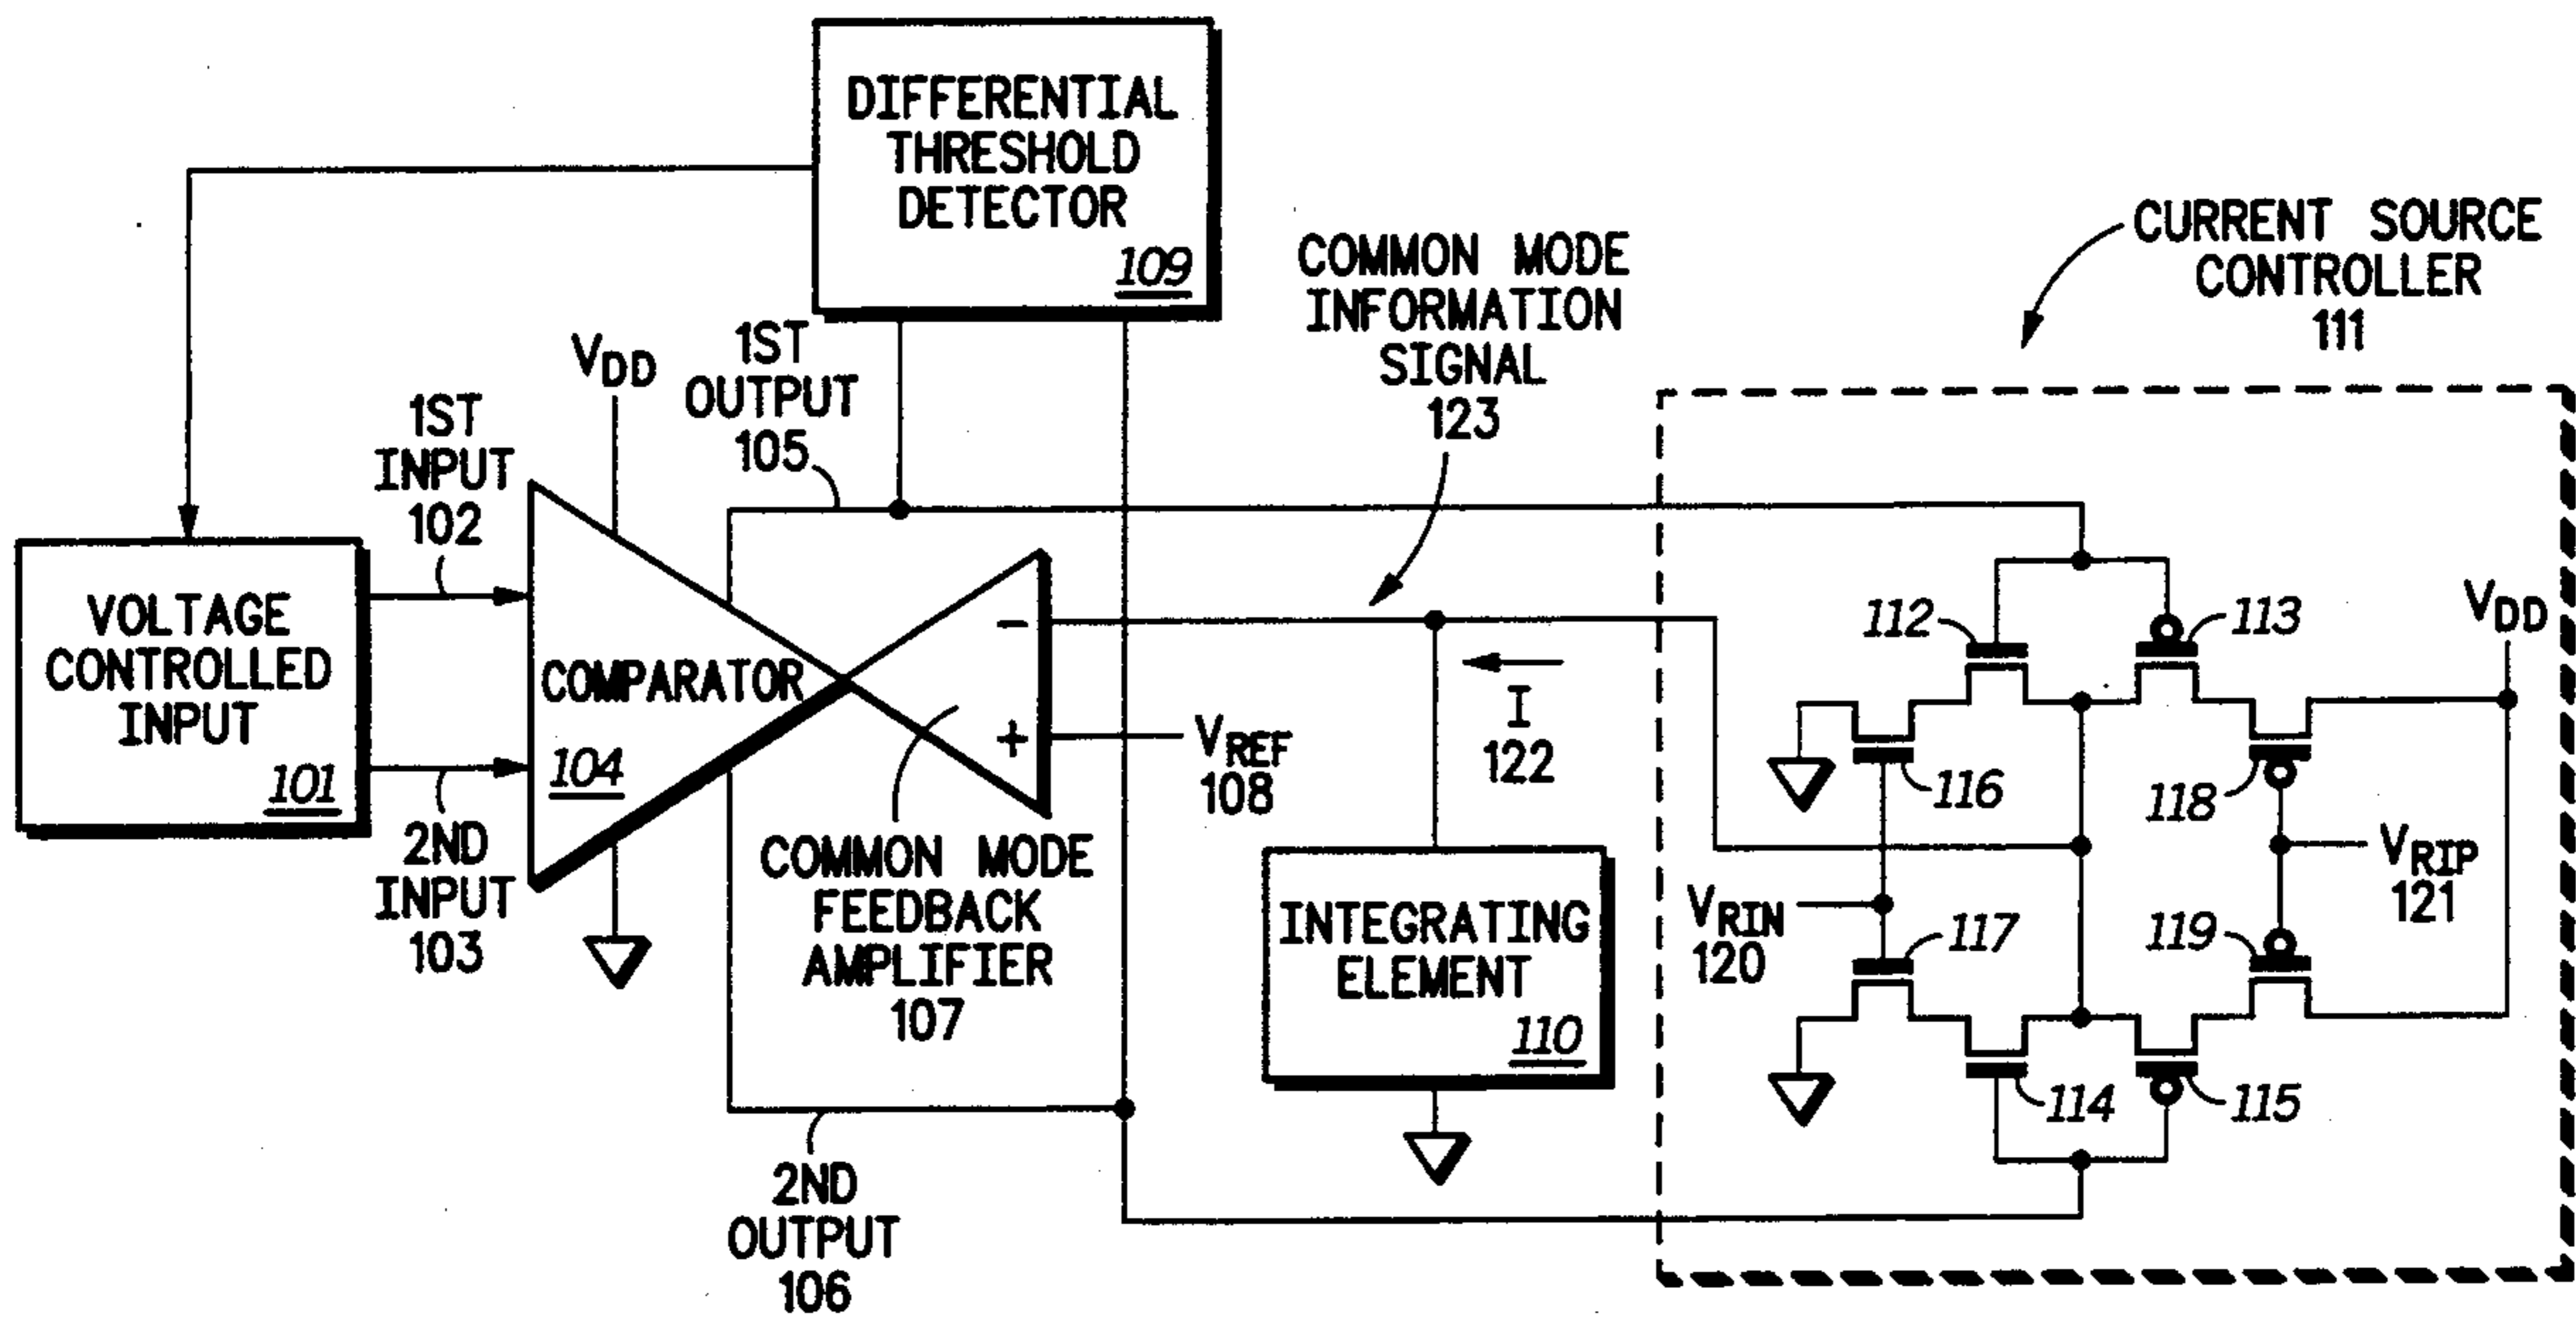 DIFFERENTIAL
THRESHOLD
DETECTOR
109
COMMON MODE
INFORMATION
SIGNAL
123
CURRENT SOURCE
CONTROLLER
111
VDD
1ST
OUTPUT
105
1ST
INPUT
102
VOLTAGE
CONTROLLED
INPUT
101
2ND
INPUT
103
COMPARATOR
104
−
+
VREF
108
I
122
COMMON MODE
FEEDBACK
AMPLIFIER
107
INTEGRATING
ELEMENT
110
2ND
OUTPUT
106
112
113
VDD
116
118
VRIN
120
VRIP
121
117
119
114
115